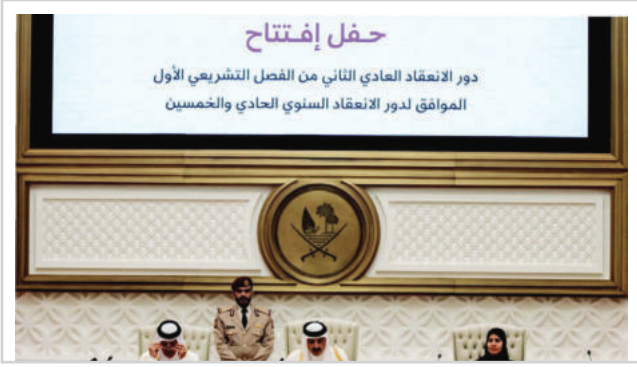 حفل إفتتاح
دور الانعقاد العادي الثاني من الفصل التشريعي الأول
الموافق لدور الانعقاد السنوي الحادي والخمسين